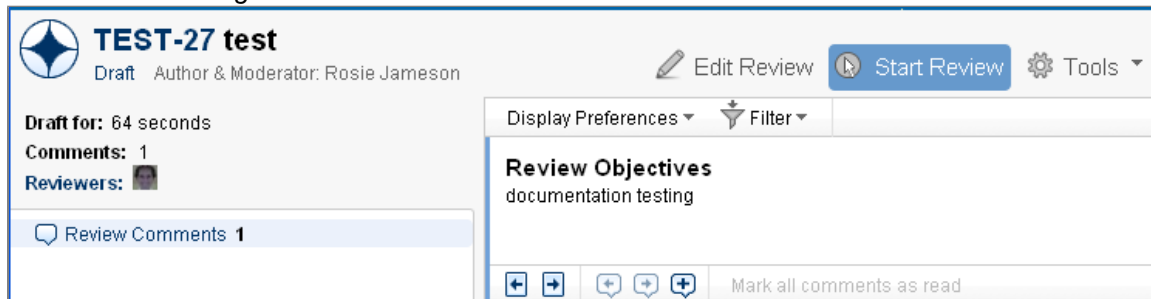 TEST-27 test
Draft Author & Moderator: Rosie Jameson
Edit Review
Start Review
Tools
Draft for: 64 seconds
Comments: 1
Reviewers:
Review Comments 1
Display Preferences
Filter
Review Objectives
documentation testing
Mark all comments as read